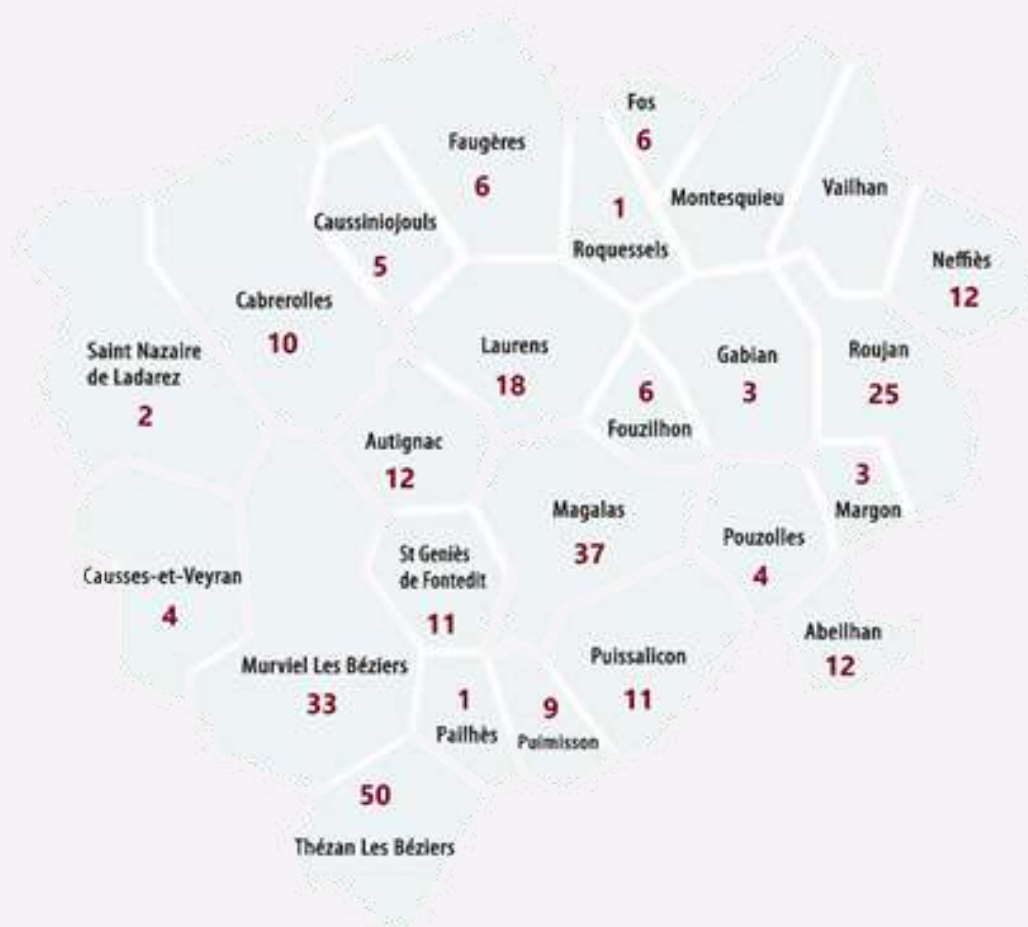 Fos
6
Faugères
6
Montesquieu
Vailhan
1
Roquessels
Caussiniojouls
5
Neffiès
12
Cabrerolles
10
Saint Nazaire
de Ladarez
2
Laurens
18
Gabian
3
Roujan
25
6
Fouzilhon
Autignac
12
3
Margon
Magalas
37
Pouzolles
4
St Geniès
de Fontedit
11
Causses-et-Veyran
4
Abeilhan
12
Murviel Les Béziers
33
Puissalicon
11
1
Pailhès
9
Puimisson
50
Thézan Les Béziers